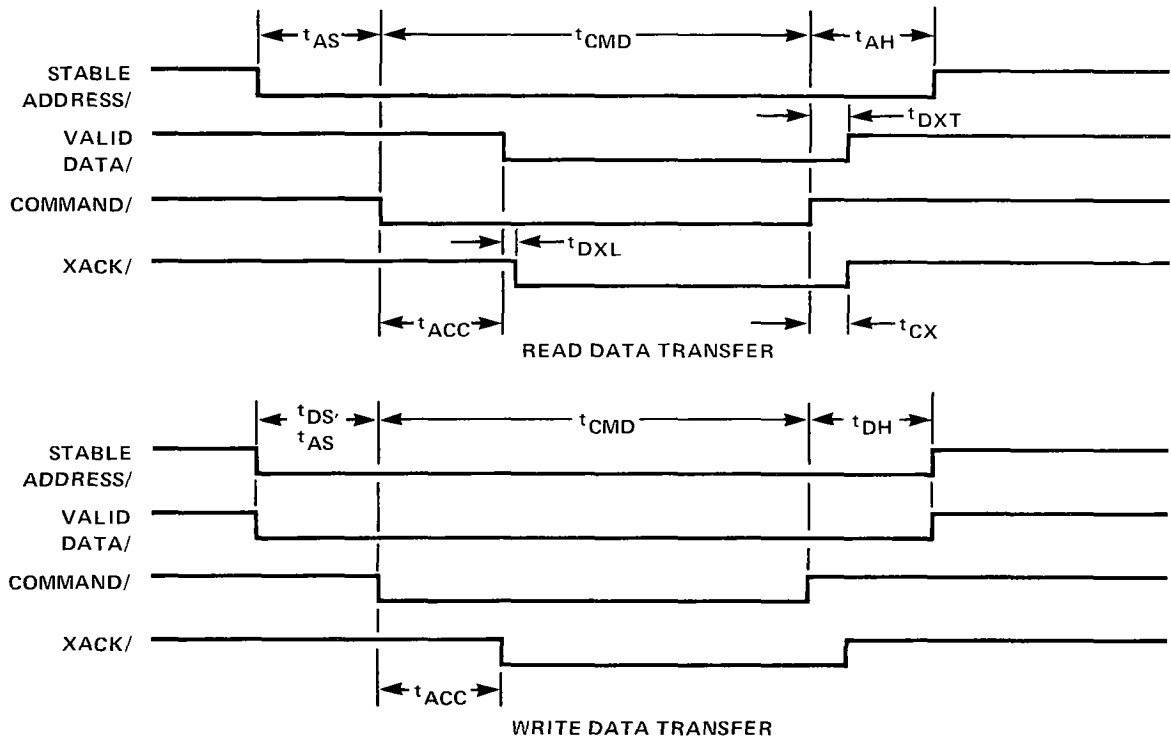 tAS tCMD tAH
STABLE
ADDRESS/
tDXT
VALID
DATA/
COMMAND/
tDXL
XACK/
tACC tCX
READ DATA TRANSFER
tDS, tCMD tDH
tAS
STABLE
ADDRESS/
VALID
DATA/
COMMAND/
XACK/
tACC
WRITE DATA TRANSFER